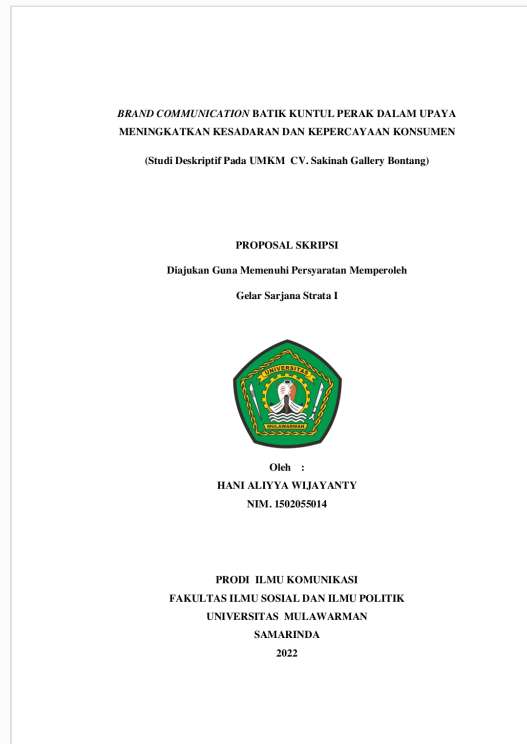 BRAND COMMUNICATION BATIK KUNTUL PERAK DALAM UPAYA
MENINGKATKAN KESADARAN DAN KEPERCAYAAN KONSUMEN
(Studi Deskriptif Pada UMKM CV. Sakinah Gallery Bontang)
PROPOSAL SKRIPSI
Diajukan Guna Memenuhi Persyaratan Memperoleh
Gelar Sarjana Strata I
UNIVERSITAS
MULAWARMAN
Oleh :
HANI ALIYYA WIJAYANTY
NIM. 1502055014
PRODI ILMU KOMUNIKASI
FAKULTAS ILMU SOSIAL DAN ILMU POLITIK
UNIVERSITAS MULAWARMAN
SAMARINDA
2022